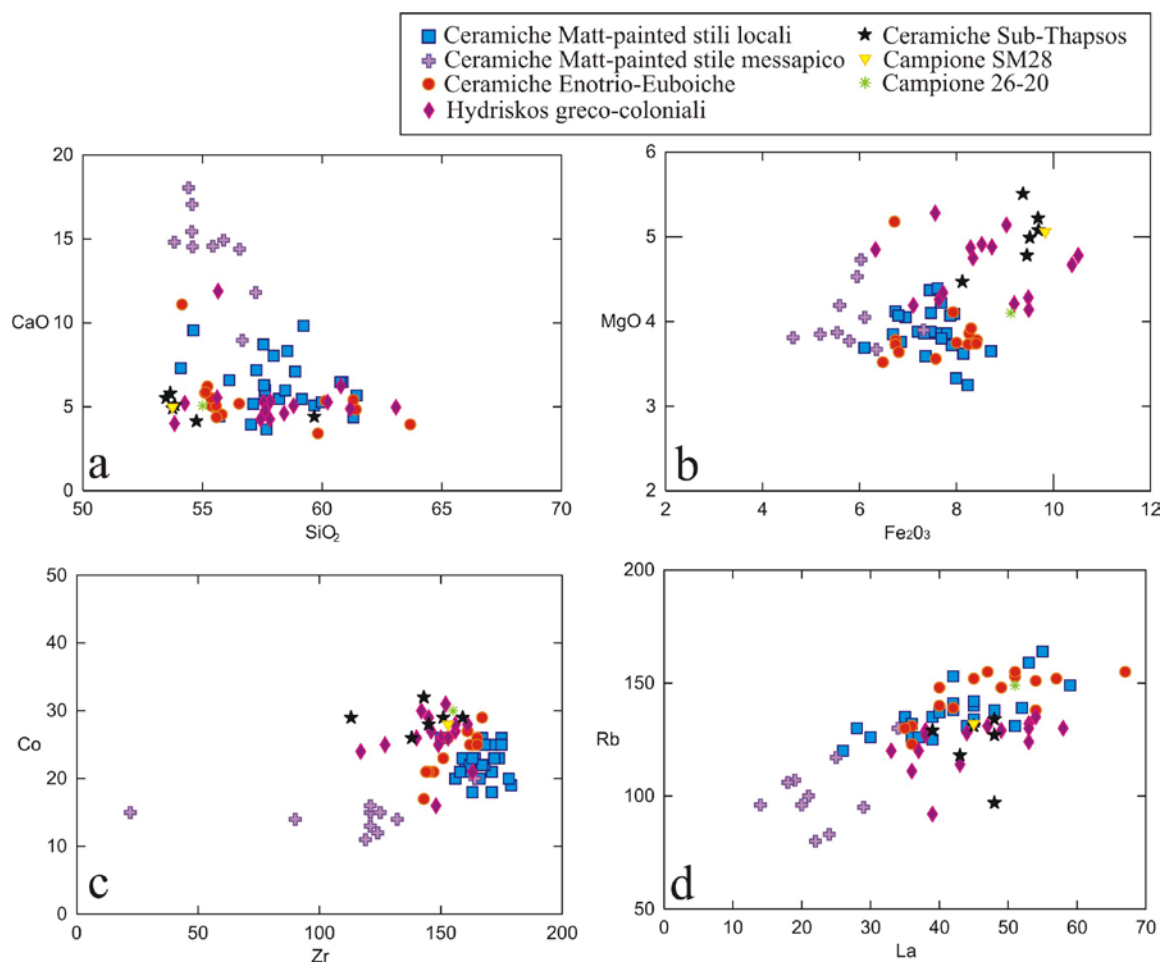 Ceramiche Matt-painted stili locali
Ceramiche Matt-painted stile messapico
Ceramiche Enotrio-Euboiche
Hydriskos greco-coloniali
Ceramiche Sub-Thapsos
Campione SM28
Campione 26-20
20
15
CaO
10
5
0
a
50 55 60 65 70
SiO₂
6
5
MgO
4
3
2
b
2 4 6 8 10 12
Fe₂O₃
50
Co
40
30
20
10
0
c
0 50 100 150 200
Zr
200
150
Rb
100
50
d
0 10 20 30 40 50 60 70
La